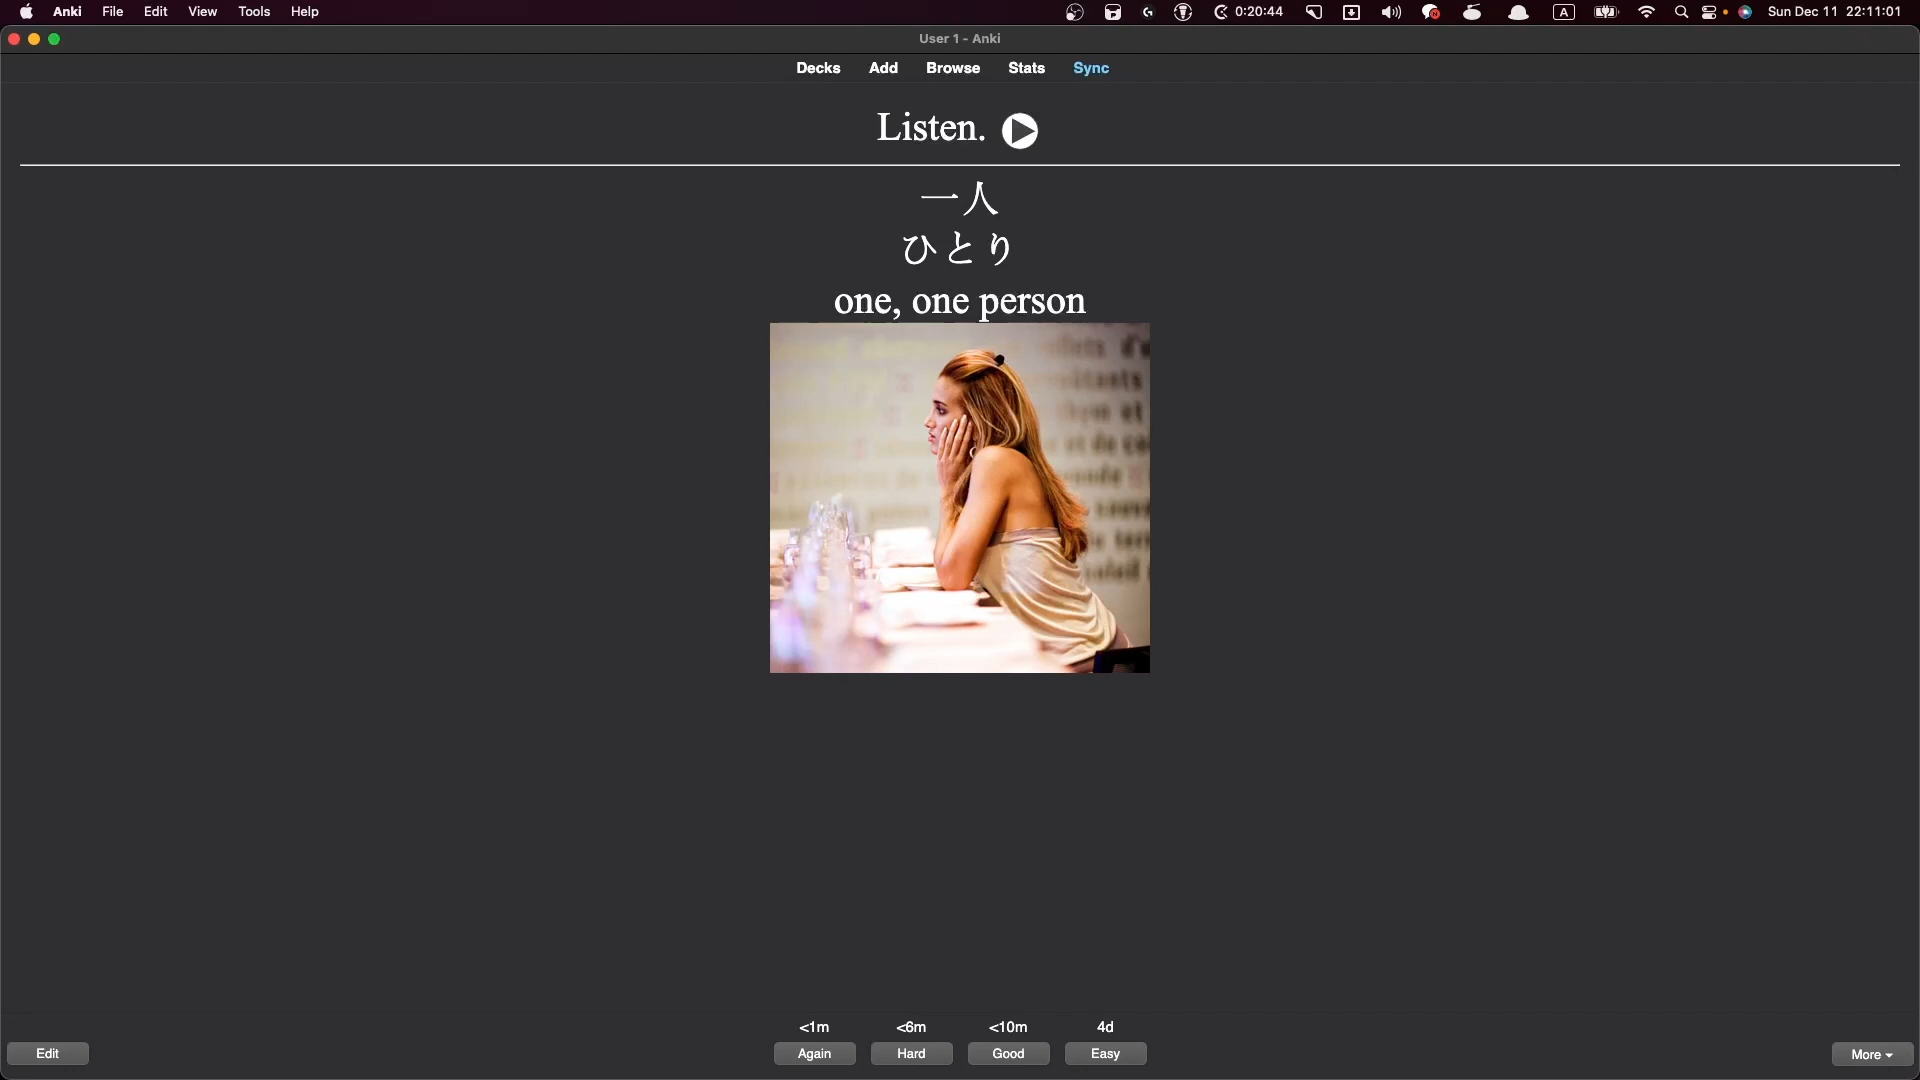 Anki File Edit View Tools Help 0:20:44 A Sun Dec 11 22:11:01
User 1 - Anki
Decks Add Browse Stats Sync
Listen.
一人
ひとり
one, one person
<1m <6m <10m 4d
Edit Again Hard Good Easy More